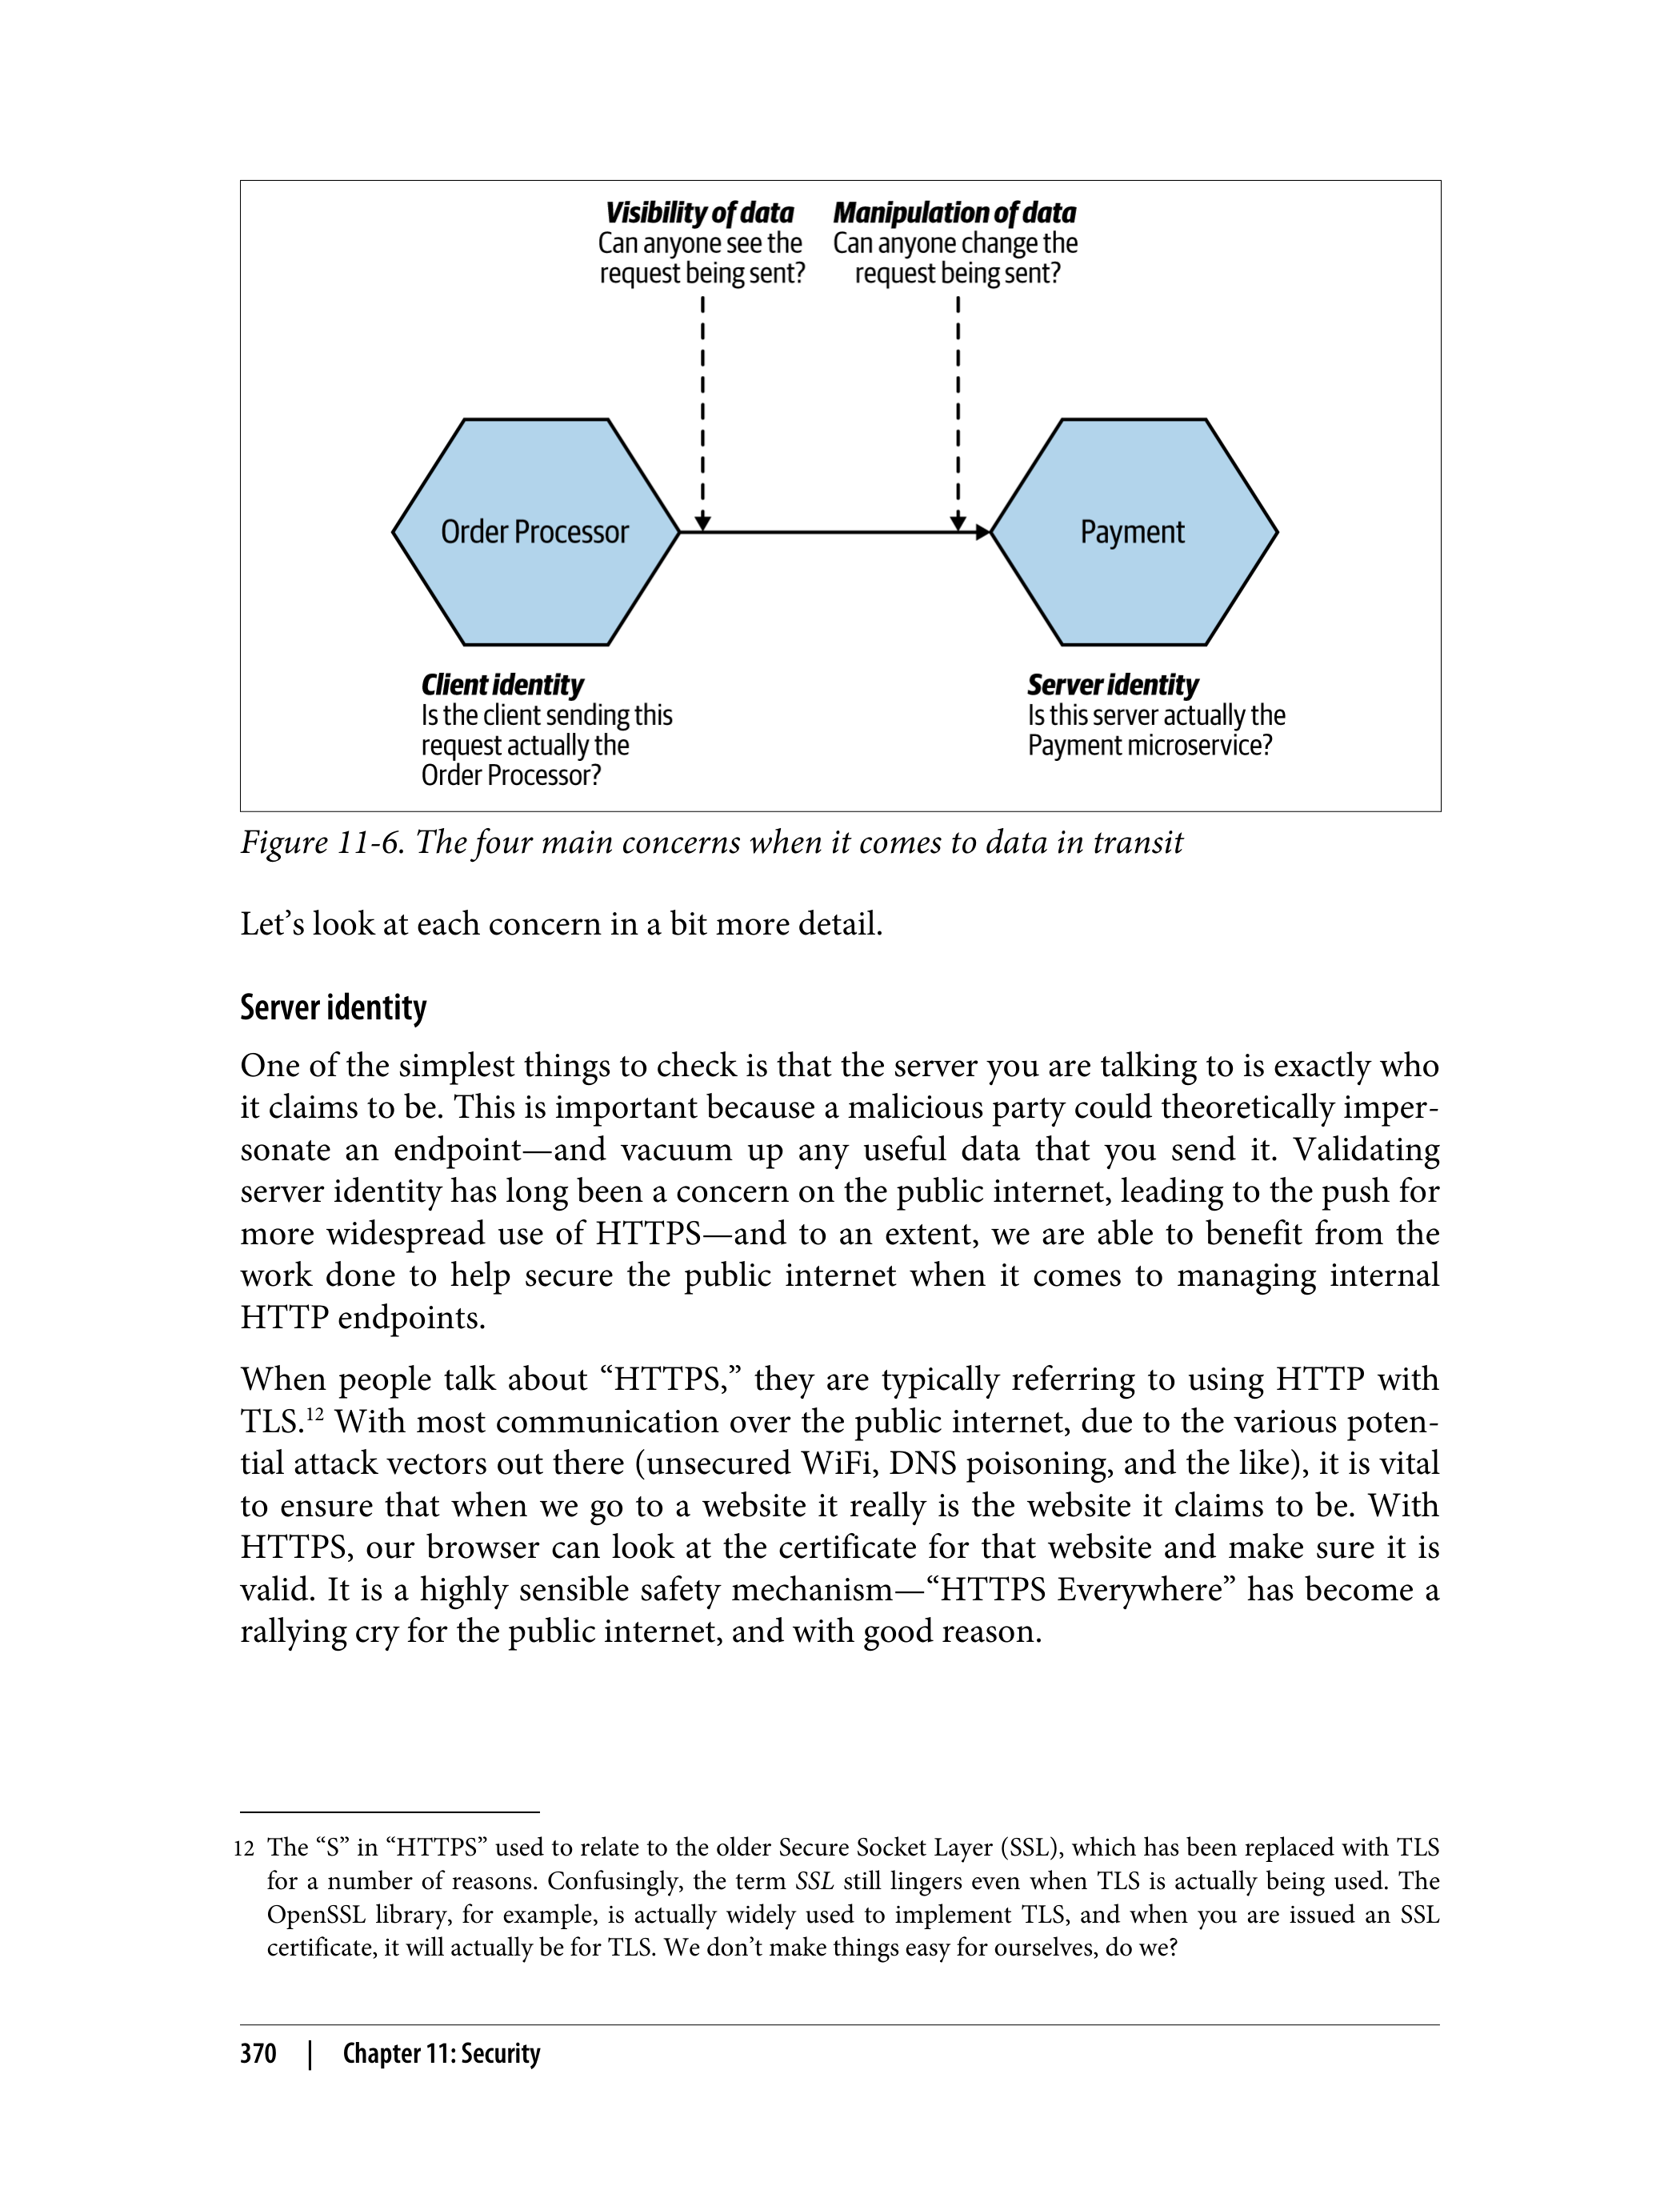 Visibility of data
Can anyone see the
request being sent?
Manipulation of data
Can anyone change the
request being sent?
Order Processor
Payment
Client identity
Is the client sending this
request actually the
Order Processor?
Server identity
Is this server actually the
Payment microservice?
Figure 11-6. The four main concerns when it comes to data in transit
Let’s look at each concern in a bit more detail.
Server identity
One of the simplest things to check is that the server you are talking to is exactly who
it claims to be. This is important because a malicious party could theoretically imper-
sonate an endpoint—and vacuum up any useful data that you send it. Validating
server identity has long been a concern on the public internet, leading to the push for
more widespread use of HTTPS—and to an extent, we are able to benefit from the
work done to help secure the public internet when it comes to managing internal
HTTP endpoints.
When people talk about “HTTPS,” they are typically referring to using HTTP with
TLS.12 With most communication over the public internet, due to the various poten-
tial attack vectors out there (unsecured WiFi, DNS poisoning, and the like), it is vital
to ensure that when we go to a website it really is the website it claims to be. With
HTTPS, our browser can look at the certificate for that website and make sure it is
valid. It is a highly sensible safety mechanism—“HTTPS Everywhere” has become a
rallying cry for the public internet, and with good reason.
12 The “S” in “HTTPS” used to relate to the older Secure Socket Layer (SSL), which has been replaced with TLS
for a number of reasons. Confusingly, the term SSL still lingers even when TLS is actually being used. The
OpenSSL library, for example, is actually widely used to implement TLS, and when you are issued an SSL
certificate, it will actually be for TLS. We don’t make things easy for ourselves, do we?
370 | Chapter 11: Security